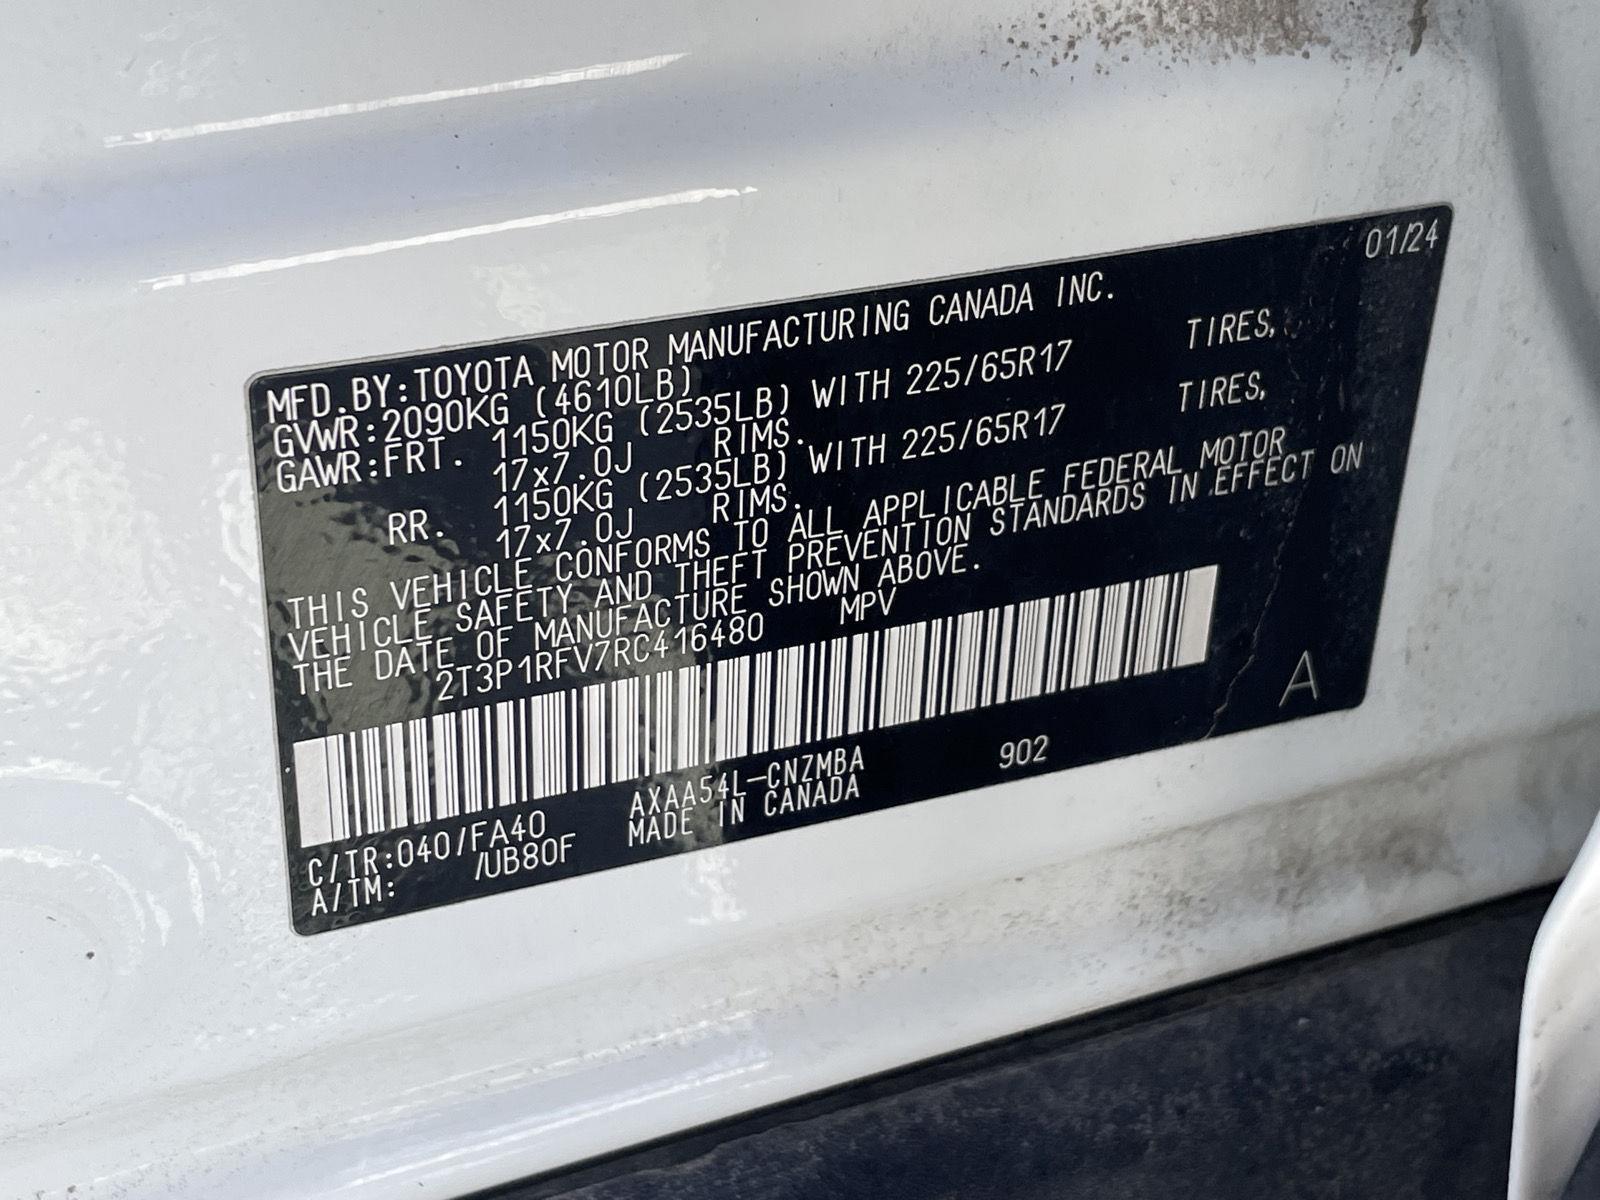 01/24
MFD.BY:TOYOTA MOTOR MANUFACTURING CANADA INC.
GVWR:2090KG (4610LB)
GAWR:FRT. 1150KG (2535LB) WITH 225/65R17 TIRES,
17x7.0J RIMS.
RR. 1150KG (2535LB) WITH 225/65R17 TIRES,
17x7.0J RIMS.
THIS VEHICLE CONFORMS TO ALL APPLICABLE FEDERAL MOTOR
VEHICLE SAFETY AND THEFT PREVENTION STANDARDS IN EFFECT ON
THE DATE OF MANUFACTURE SHOWN ABOVE.
2T3P1RFV7RC416480 MPV
A
C/TR:040/FA40 AXAA54L-CNZMBA 902
A/TM: /UB80F MADE IN CANADA